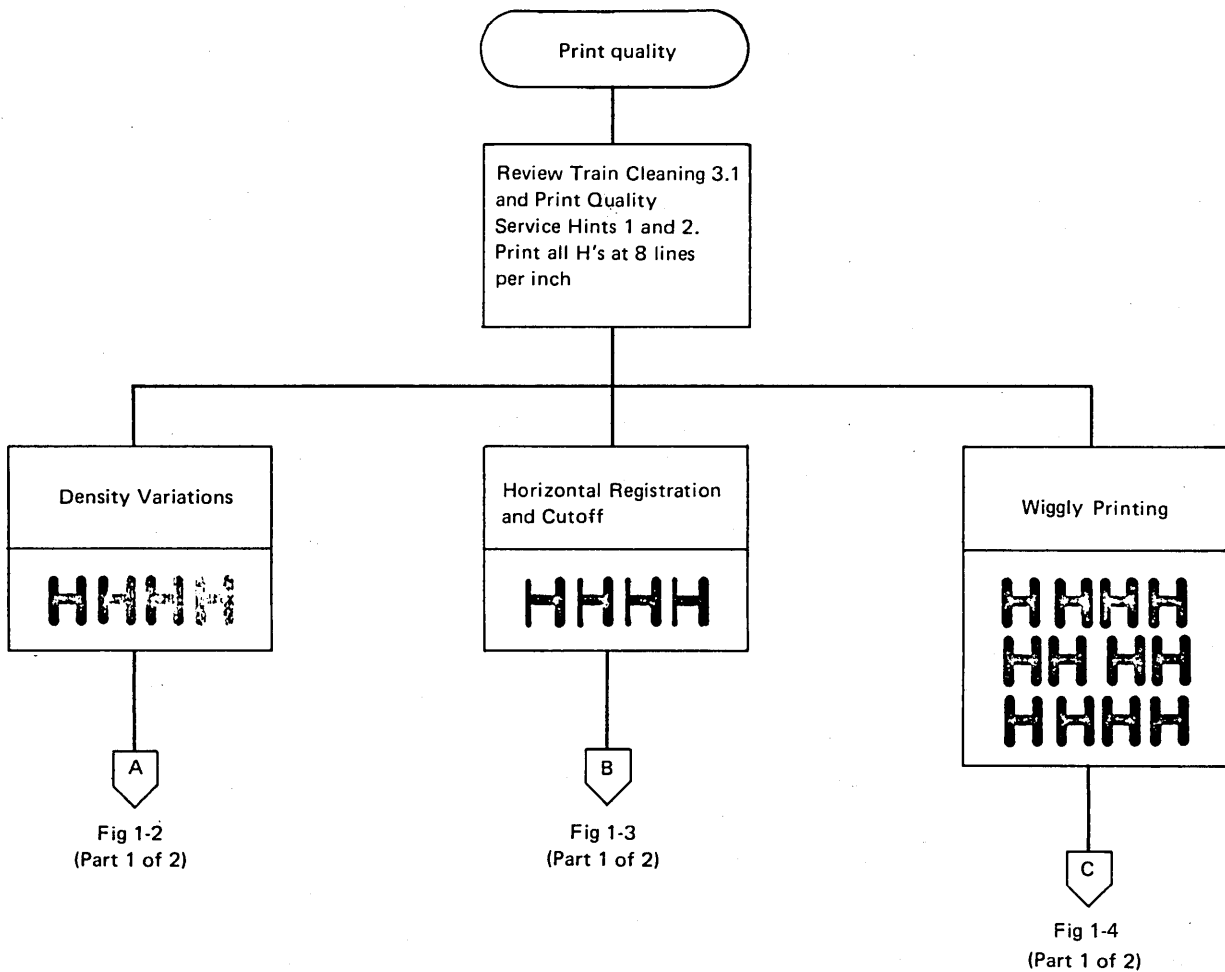 Print quality
Review Train Cleaning 3.1
and Print Quality
Service Hints 1 and 2.
Print all H's at 8 lines
per inch
Density Variations
HHHH
A
Fig 1-2
(Part 1 of 2)
Horizontal Registration
and Cutoff
HHHH
B
Fig 1-3
(Part 1 of 2)
Wiggly Printing
H HHH
HH HH
H HHH
C
Fig 1-4
(Part 1 of 2)